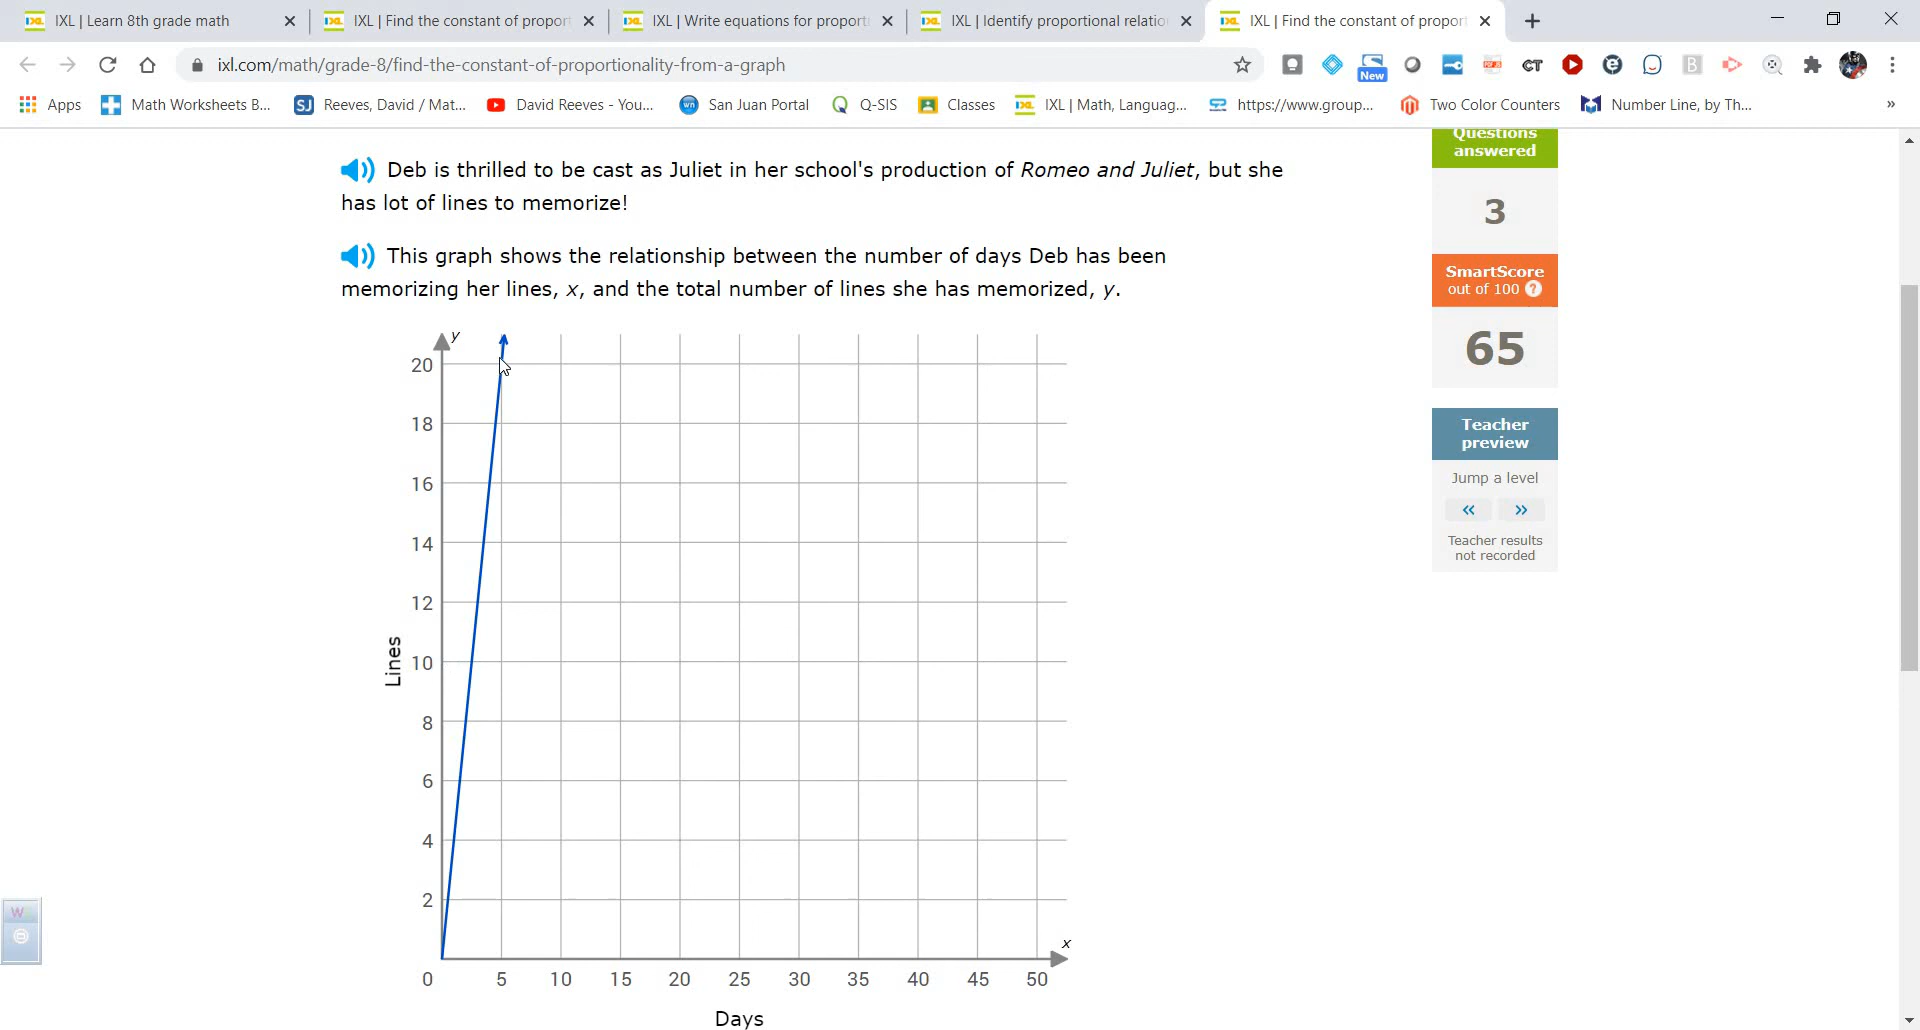 IXL | Learn 8th grade math
IXL | Find the constant of propor
IXL | Write equations for proport
IXL | Identify proportional relatio
IXL | Find the constant of propor
ixl.com/math/grade-8/find-the-constant-of-proportionality-from-a-graph
New
CT
B
Apps
Math Worksheets B...
SJ
Reeves, David / Mat...
David Reeves - You...
wn
San Juan Portal
Q-SIS
Classes
IXL | Math, Languag...
https://www.group...
Two Color Counters
Number Line, by Th...
»
Deb is thrilled to be cast as Juliet in her school's production of Romeo and Juliet, but she
has lot of lines to memorize!
This graph shows the relationship between the number of days Deb has been
memorizing her lines, x, and the total number of lines she has memorized, y.
y
20
18
16
14
12
10
8
6
4
2
Lines
x
0 5 10 15 20 25 30 35 40 45 50
Days
Questions
answered
3
SmartScore
out of 100 ?
65
Teacher
preview
Jump a level
« »
Teacher results
not recorded
W